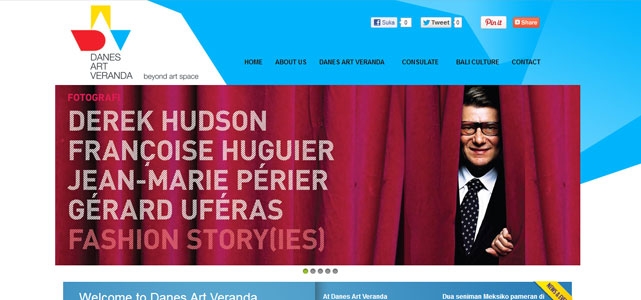 Suka 0 Tweet 0 Pin it Share
DANES
ART
VERANDA
beyond art space
HOME ABOUT US DANES ART VERANDA CONSULATE BALI CULTURE CONTACT
FOTOGRAFI
DEREK HUDSON
FRANÇOISE HUGUIER
JEAN-MARIE PÉRIER
GÉRARD UFÉRAS
FASHION STORY(IES)
Welcome to Danes Art Veranda
At Danes Art Veranda
Dua seniman Meksiko pameran di